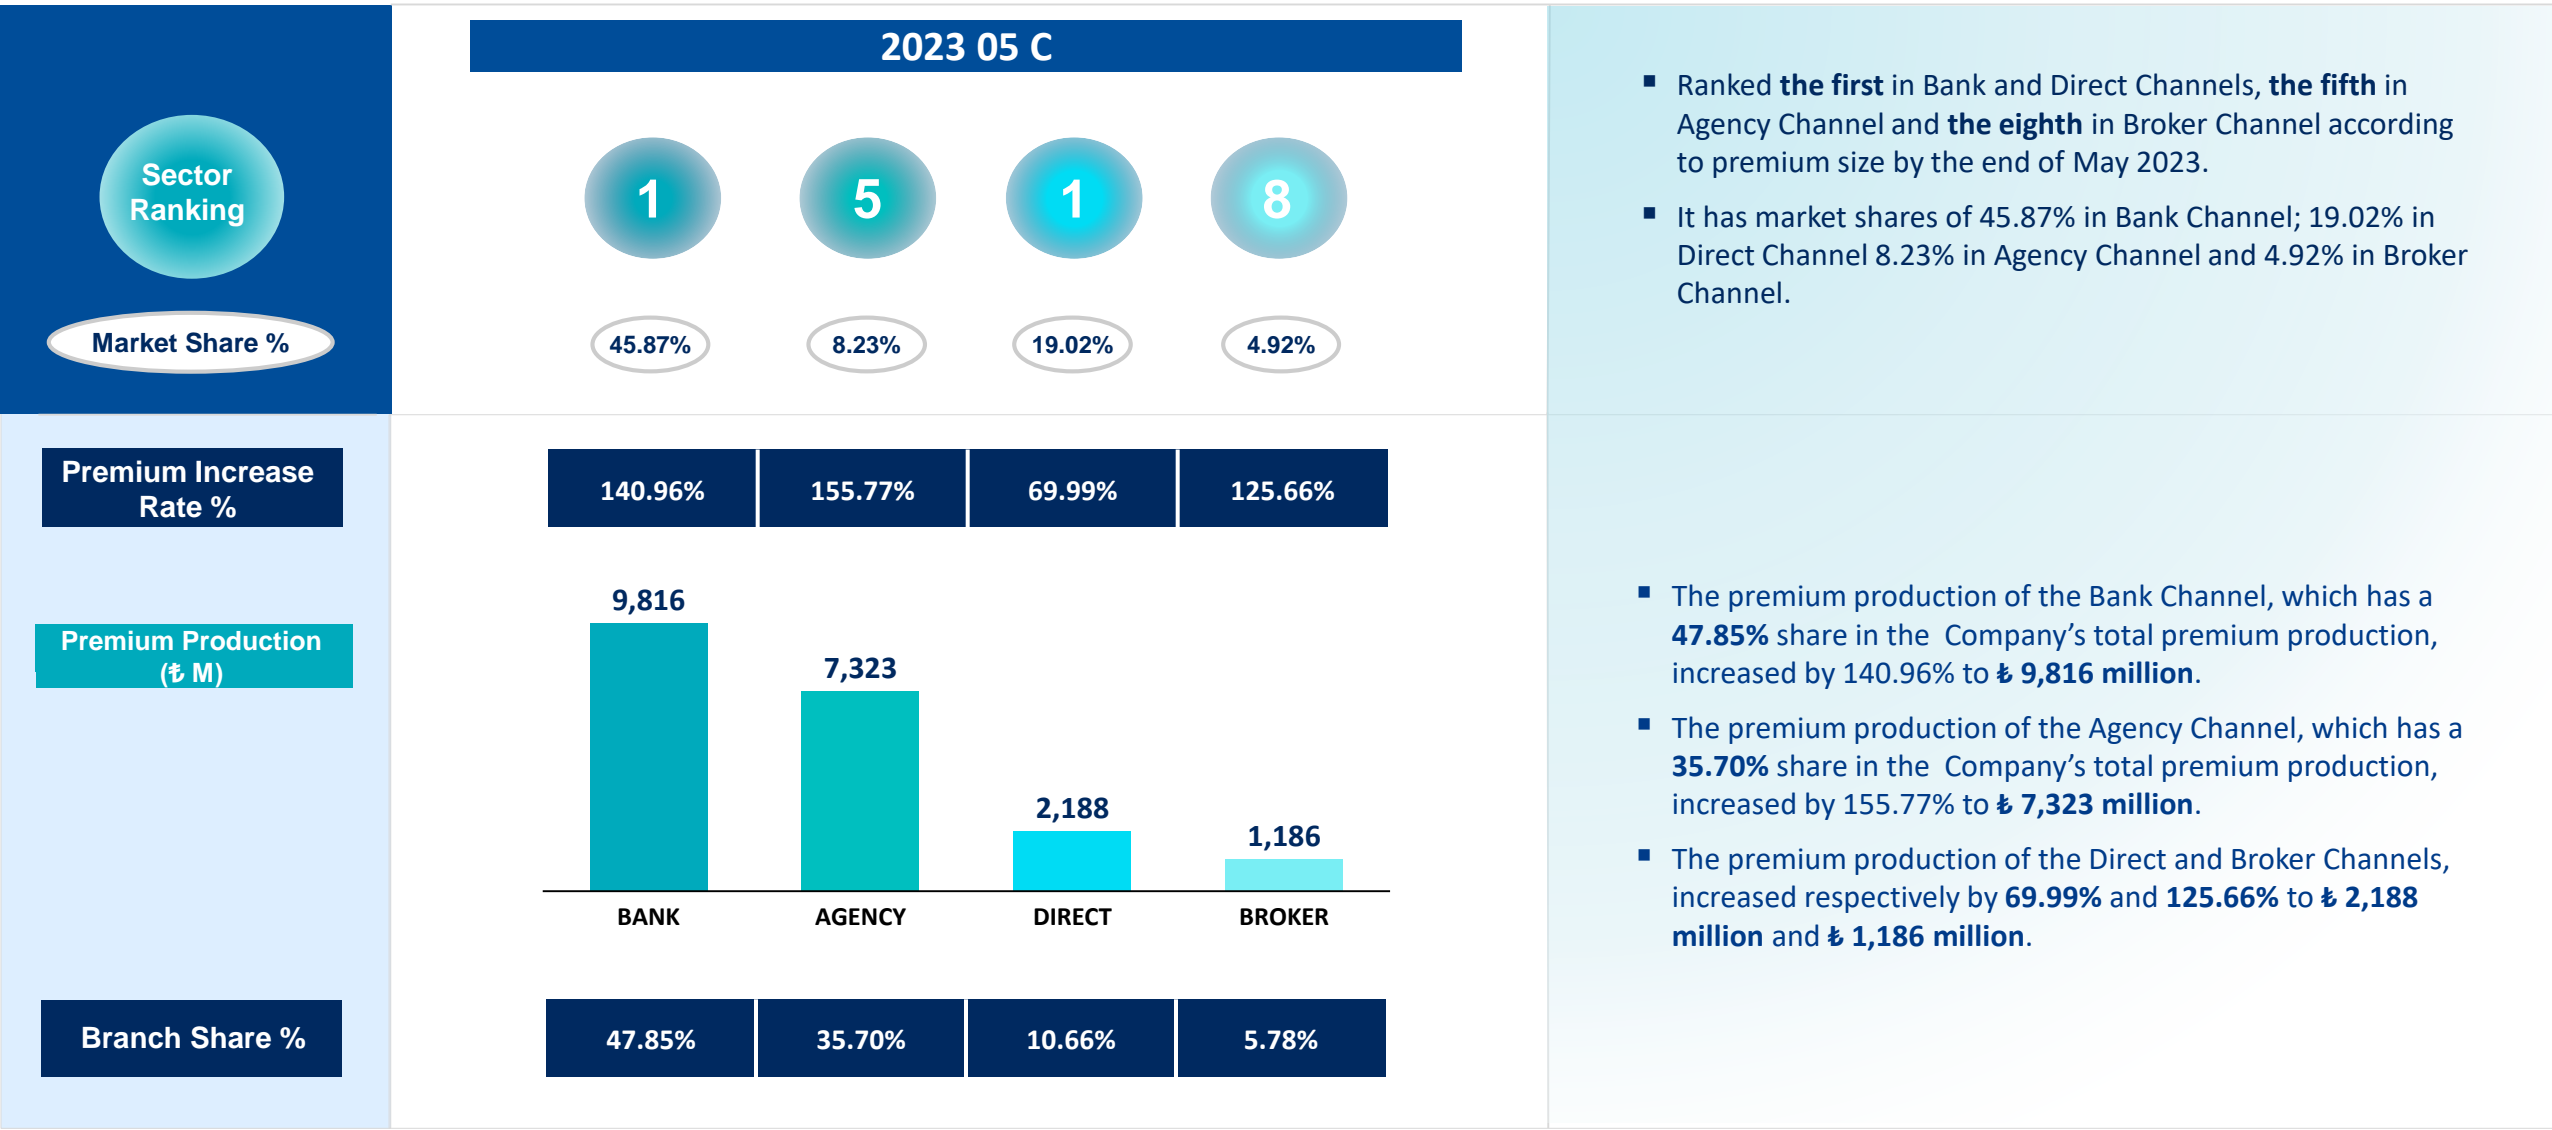 2023 05 C
Sector
Ranking
1 5 1 8
Market Share %
45.87% 8.23% 19.02% 4.92%
▪ Ranked the first in Bank and Direct Channels, the fifth in
Agency Channel and the eighth in Broker Channel according
to premium size by the end of May 2023.
▪ It has market shares of 45.87% in Bank Channel; 19.02% in
Direct Channel 8.23% in Agency Channel and 4.92% in Broker
Channel.
Premium Increase
Rate %
140.96% 155.77% 69.99% 125.66%
Premium Production
(₺ M)
9,816
7,323
2,188
1,186
BANK AGENCY DIRECT BROKER
Branch Share %
47.85% 35.70% 10.66% 5.78%
▪ The premium production of the Bank Channel, which has a
47.85% share in the Company’s total premium production,
increased by 140.96% to ₺ 9,816 million.
▪ The premium production of the Agency Channel, which has a
35.70% share in the Company’s total premium production,
increased by 155.77% to ₺ 7,323 million.
▪ The premium production of the Direct and Broker Channels,
increased respectively by 69.99% and 125.66% to ₺ 2,188
million and ₺ 1,186 million.